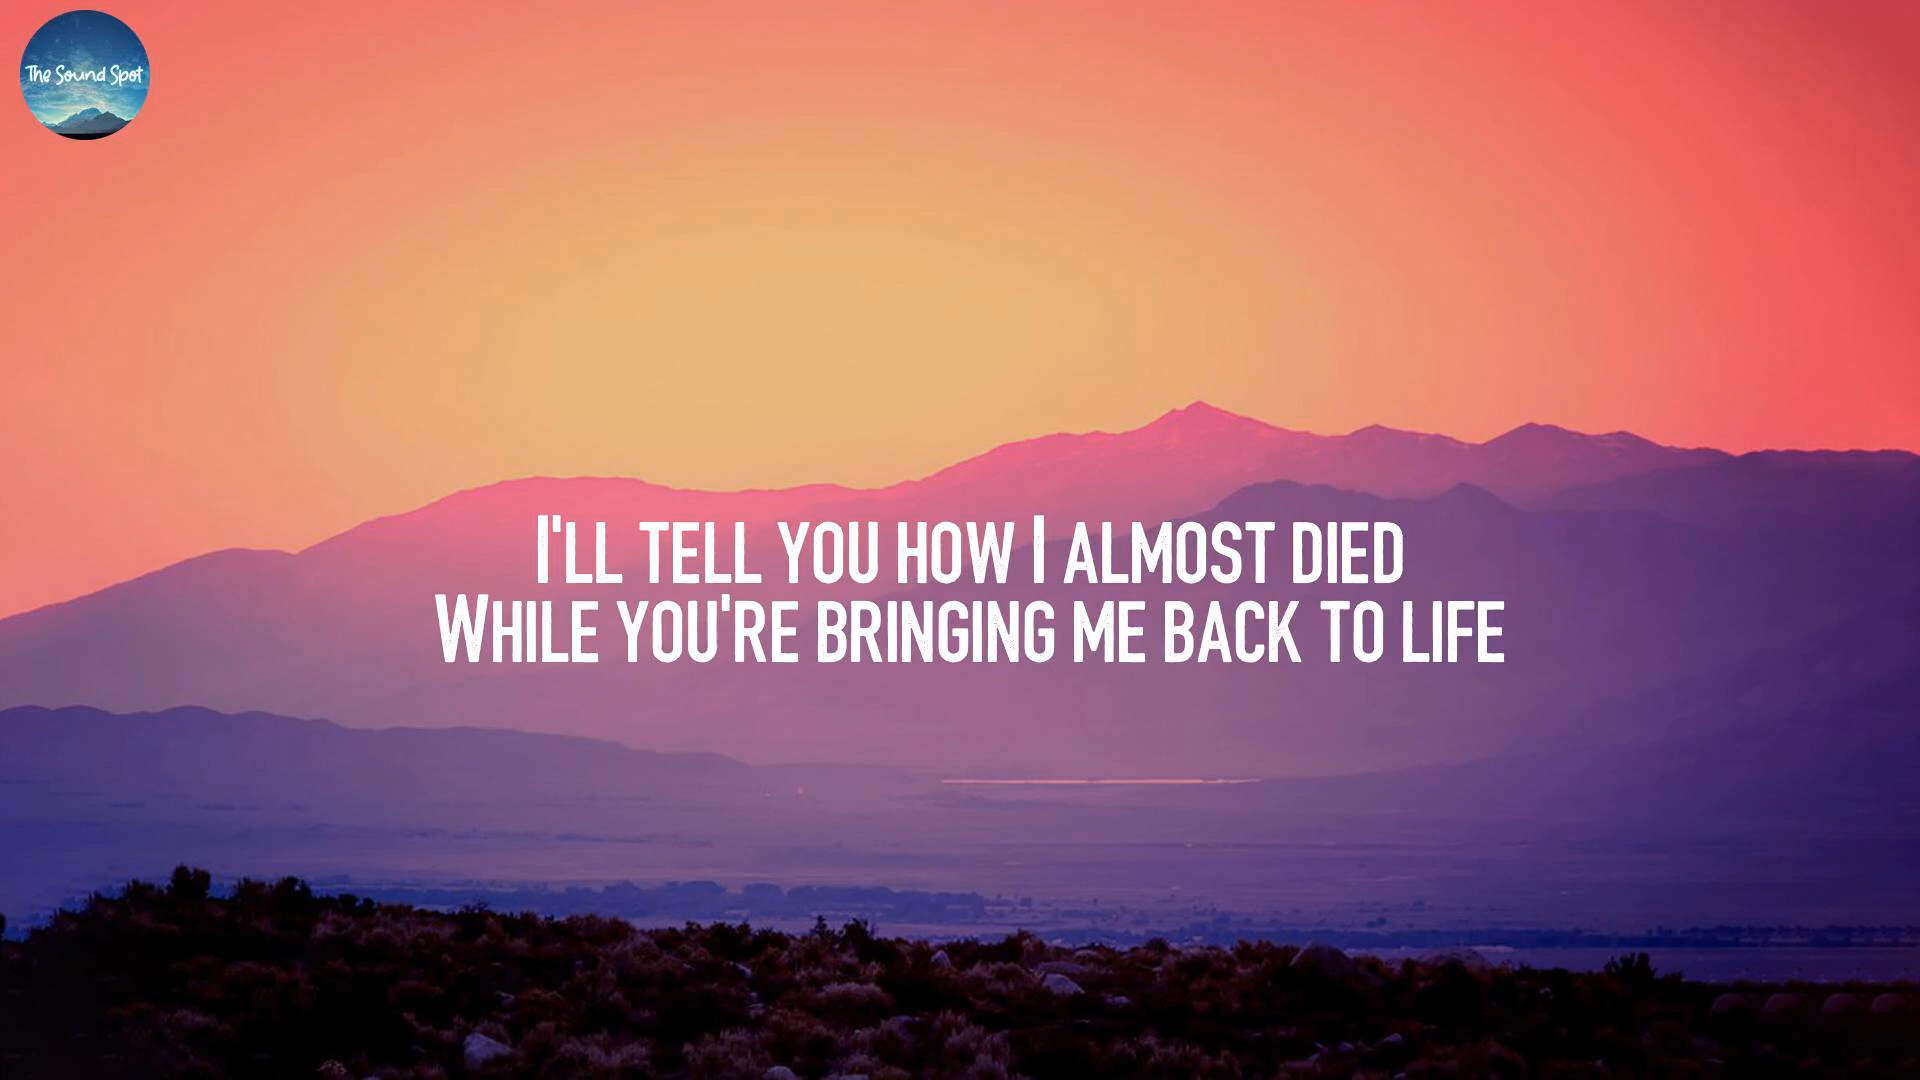 The Sound Spot
I'll tell you how I almost died
While you're bringing me back to life